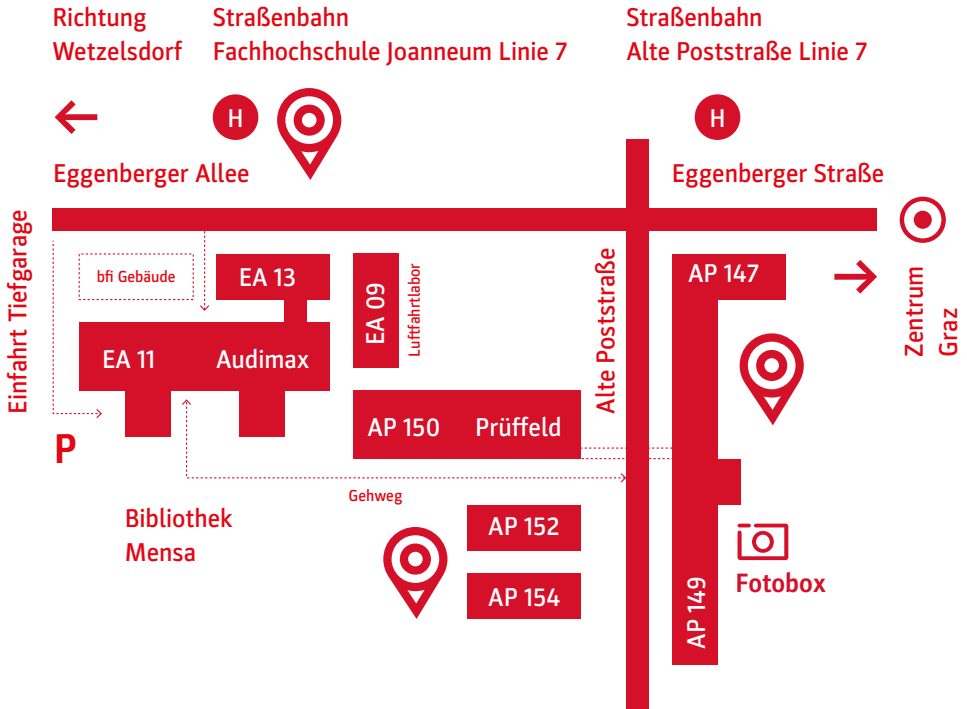 Richtung
Wetzelsdorf
Straßenbahn
Fachhochschule Joanneum Linie 7
Straßenbahn
Alte Poststraße Linie 7
H
H
Eggenberger Allee
Eggenberger Straße
Einfahrt Tiefgarage
bfi Gebäude
EA 13
EA 09
Luftfahrtlabor
Alte Poststraße
AP 147
Zentrum
Graz
EA 11
Audimax
AP 150
Prüffeld
P
Gehweg
Bibliothek
Mensa
AP 152
AP 154
AP 149
Fotobox